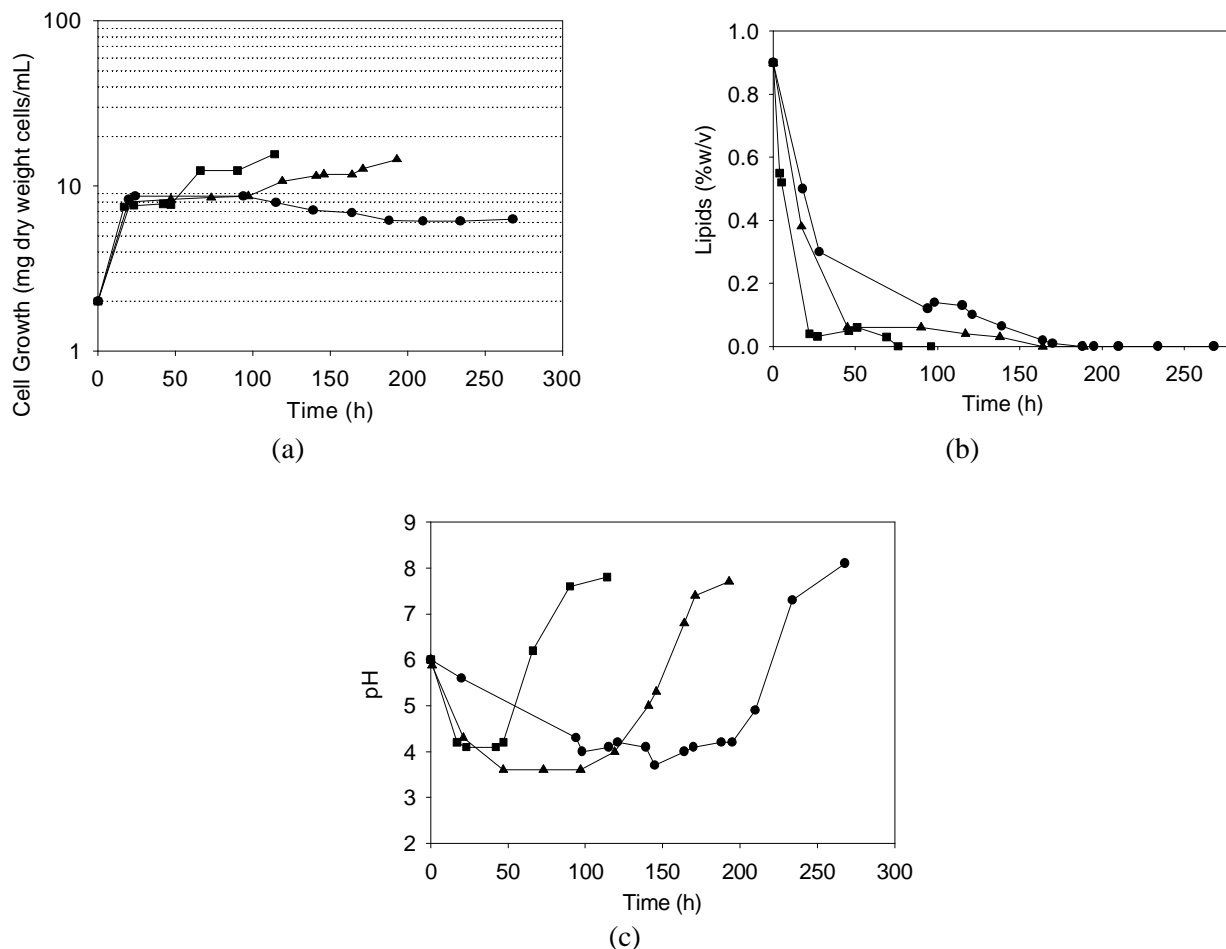 Cell Growth (mg dry weight cells/mL)
100
10
1
0 50 100 150 200 250 300
Time (h)
(a)
Lipids (%w/v)
1.0
0.8
0.6
0.4
0.2
0.0
0 50 100 150 200 250
Time (h)
(b)
pH
9
8
7
6
5
4
3
2
0 50 100 150 200 250 300
Time (h)
(c)